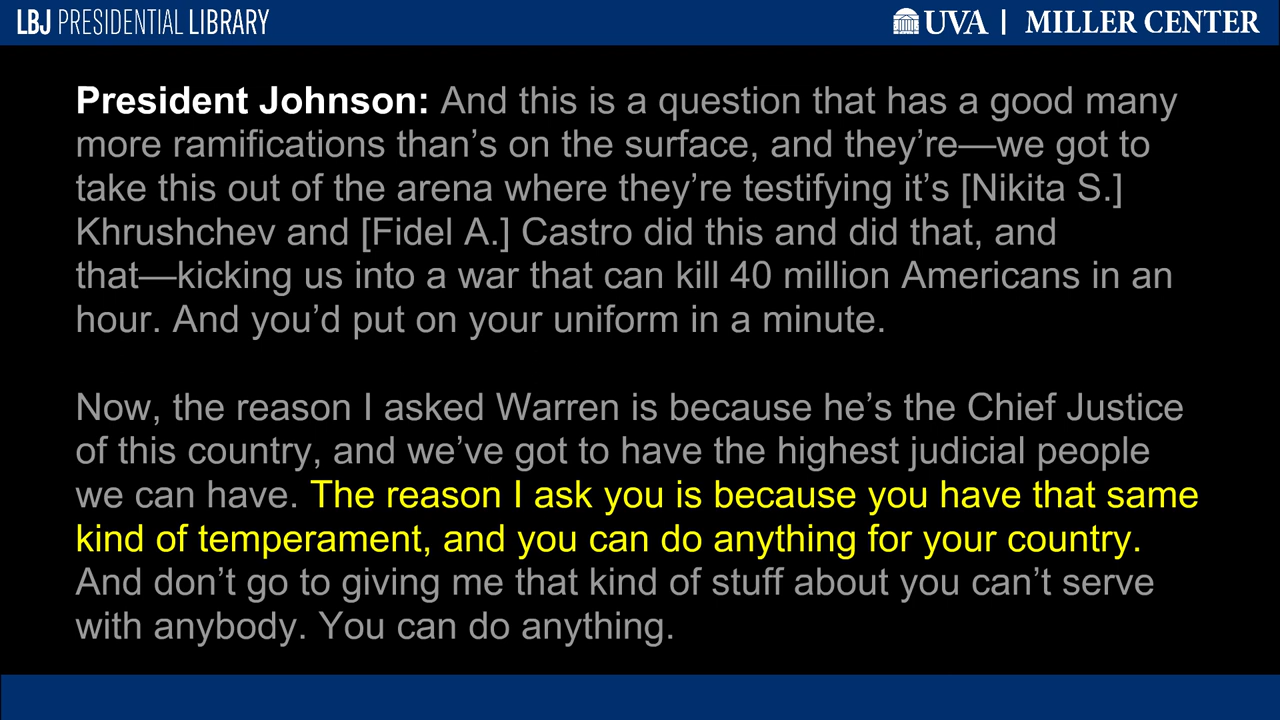 LBJ PRESIDENTIAL LIBRARY
UVA | MILLER CENTER
President Johnson: And this is a question that has a good many
more ramifications than’s on the surface, and they’re—we got to
take this out of the arena where they’re testifying it’s [Nikita S.]
Khrushchev and [Fidel A.] Castro did this and did that, and
that—kicking us into a war that can kill 40 million Americans in an
hour. And you’d put on your uniform in a minute.
Now, the reason I asked Warren is because he’s the Chief Justice
of this country, and we’ve got to have the highest judicial people
we can have. The reason I ask you is because you have that same
kind of temperament, and you can do anything for your country.
And don’t go to giving me that kind of stuff about you can’t serve
with anybody. You can do anything.